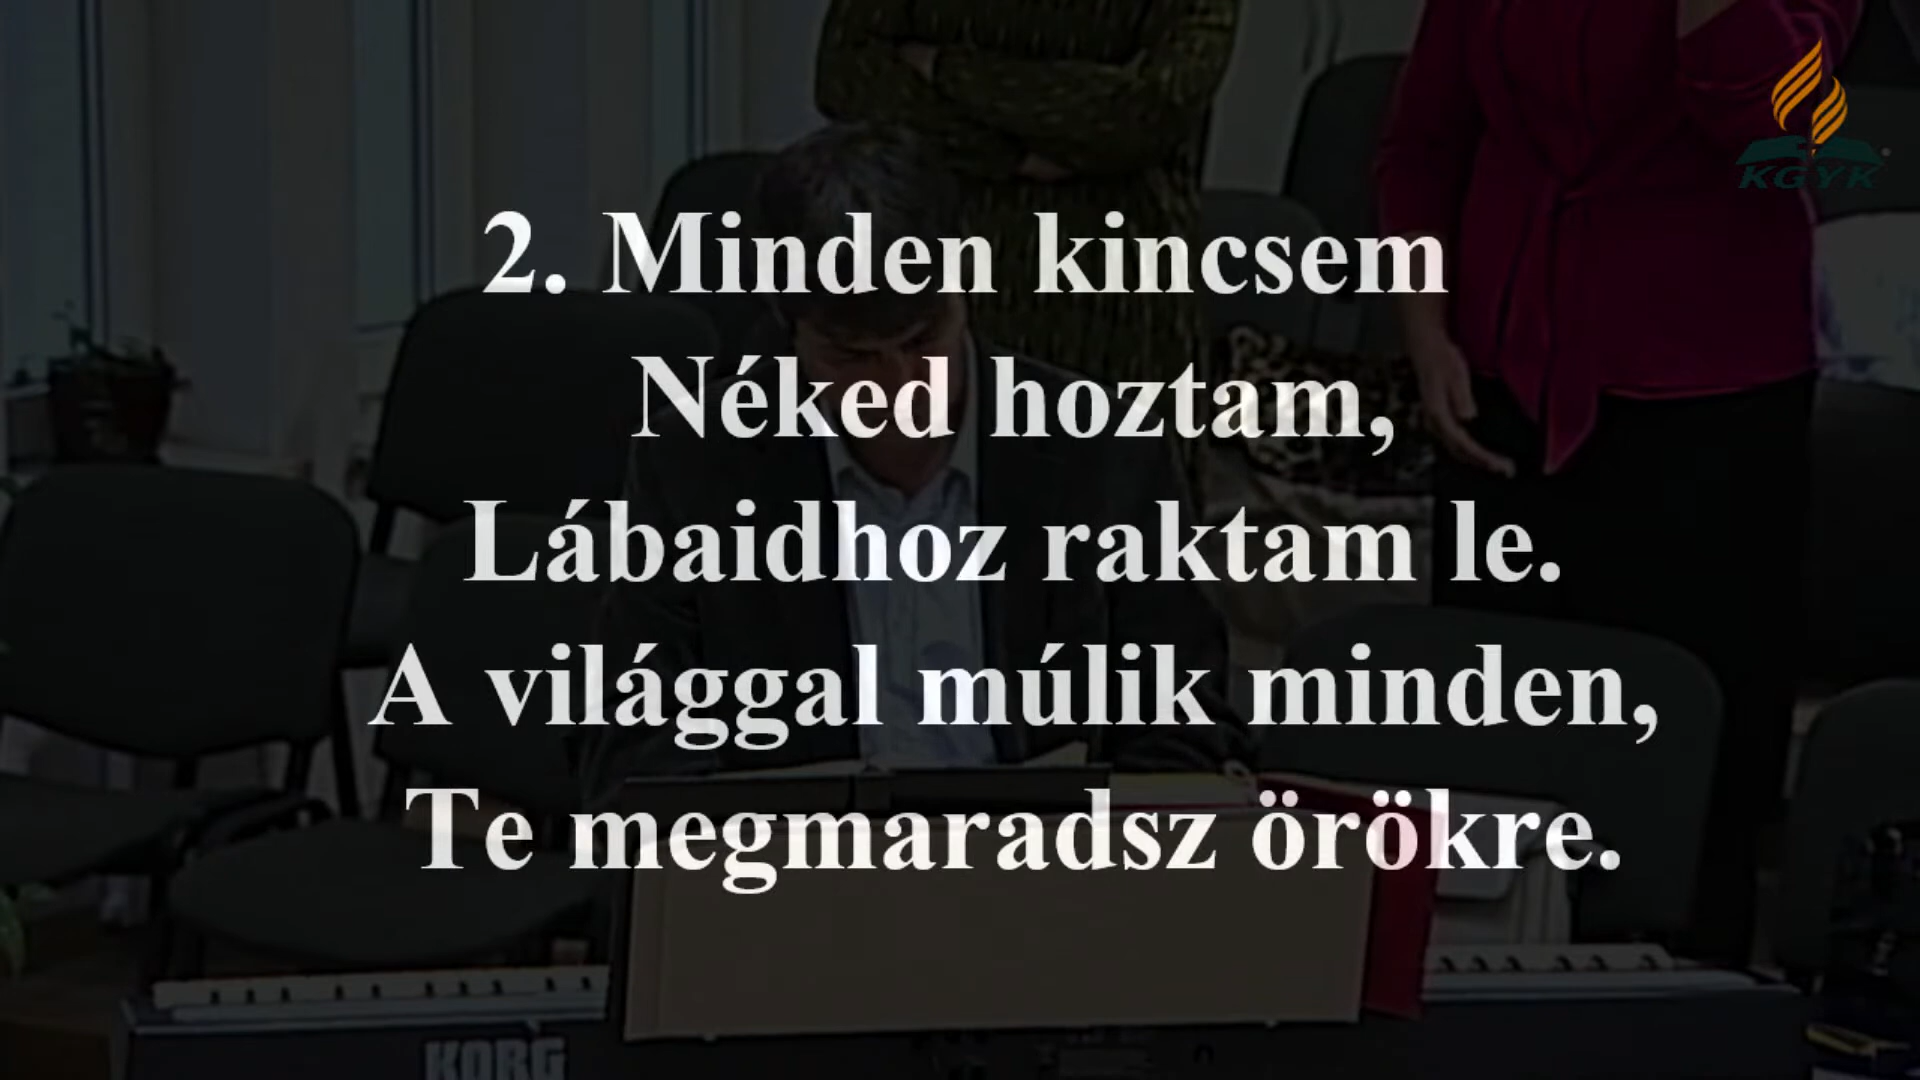 KGYK
2. Minden kincsem
Néked hoztam,
Lábaidhoz raktam le.
A világgal múlik minden,
Te megmaradsz örökre.
KORG